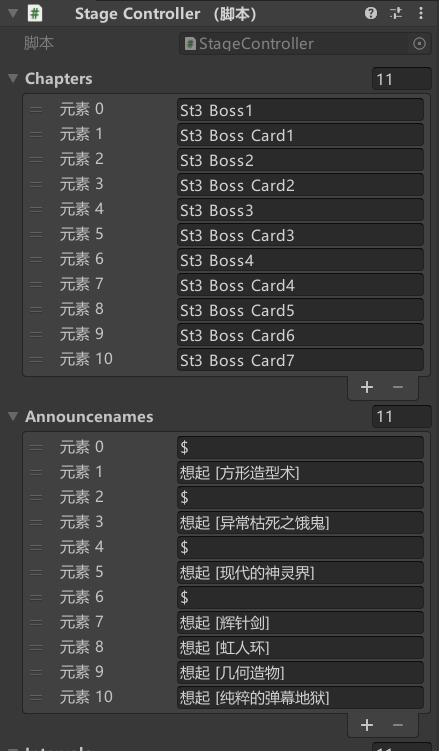 Stage Controller （脚本）
脚本 StageController
Chapters 11
元素 0 St3 Boss1
元素 1 St3 Boss Card1
元素 2 St3 Boss2
元素 3 St3 Boss Card2
元素 4 St3 Boss3
元素 5 St3 Boss Card3
元素 6 St3 Boss4
元素 7 St3 Boss Card4
元素 8 St3 Boss Card5
元素 9 St3 Boss Card6
元素 10 St3 Boss Card7
Announcenames 11
元素 0 $
元素 1 想起 [方形造型术]
元素 2 $
元素 3 想起 [异常枯死之饿鬼]
元素 4 $
元素 5 想起 [现代的神灵界]
元素 6 $
元素 7 想起 [辉针剑]
元素 8 想起 [虹人环]
元素 9 想起 [几何造物]
元素 10 想起 [纯粹的弹幕地狱]